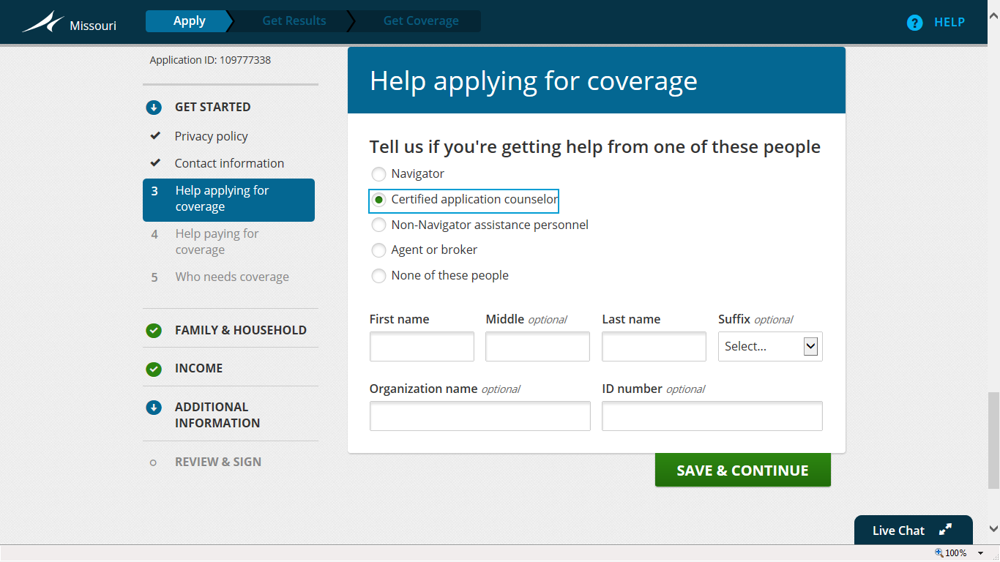 Missouri
Apply
Get Results
Get Coverage
? HELP
Application ID: 109777338
GET STARTED
Privacy policy
Contact information
3 Help applying for
coverage
4 Help paying for
coverage
5 Who needs coverage
FAMILY & HOUSEHOLD
INCOME
ADDITIONAL
INFORMATION
REVIEW & SIGN
Help applying for coverage
Tell us if you're getting help from one of these people
Navigator
Certified application counselor
Non-Navigator assistance personnel
Agent or broker
None of these people
First name
Middle optional
Last name
Suffix optional
Select...
Organization name optional
ID number optional
SAVE & CONTINUE
Live Chat
100%